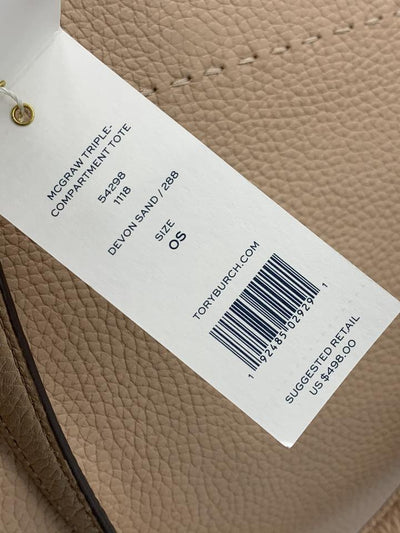 MCGRAW TRIPLE-
COMPARTMENT TOTE
54298
1118
DEVON SAND / 288
SIZE
OS
TORYBURCH.COM
1 92485 02929 1
SUGGESTED RETAIL
US $498.00